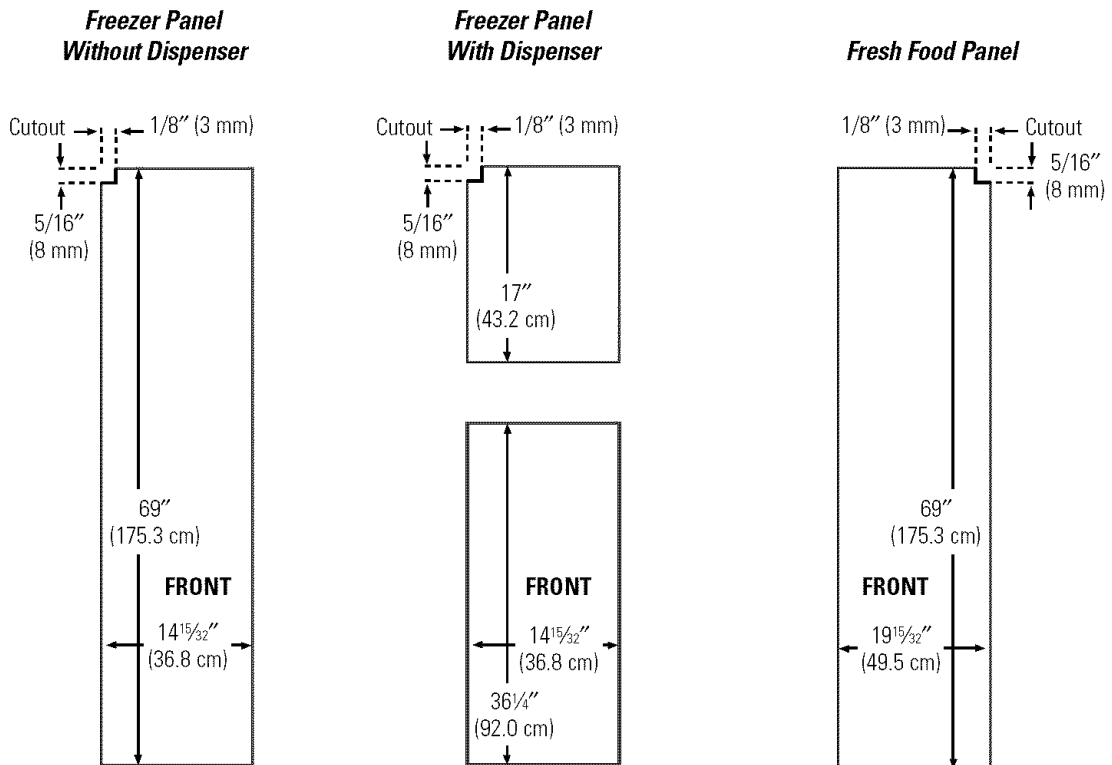 Freezer Panel
Without Dispenser
Cutout
1/8″ (3 mm)
5/16″
(8 mm)
69″
(175.3 cm)
FRONT
14 15/32″
(36.8 cm)
Freezer Panel
With Dispenser
Cutout
1/8″ (3 mm)
5/16″
(8 mm)
17″
(43.2 cm)
FRONT
14 15/32″
(36.8 cm)
36 1/4″
(92.0 cm)
Fresh Food Panel
1/8″ (3 mm)
Cutout
5/16″
(8 mm)
69″
(175.3 cm)
FRONT
19 15/32″
(49.5 cm)